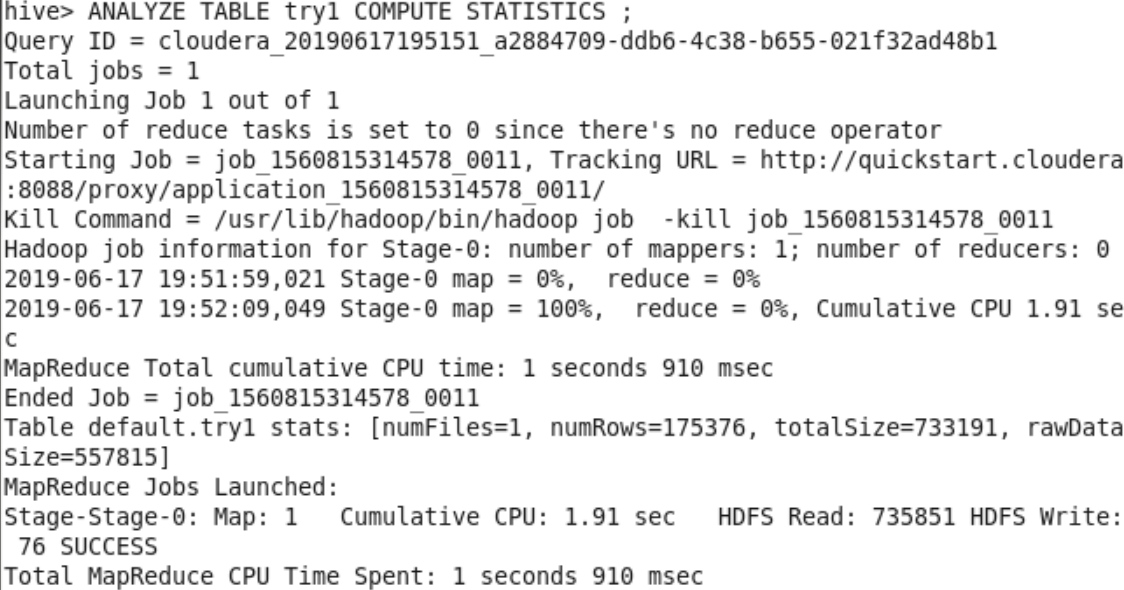 hive> ANALYZE TABLE try1 COMPUTE STATISTICS ;
Query ID = cloudera_20190617195151_a2884709-ddb6-4c38-b655-021f32ad48b1
Total jobs = 1
Launching Job 1 out of 1
Number of reduce tasks is set to 0 since there's no reduce operator
Starting Job = job_1560815314578_0011, Tracking URL = http://quickstart.cloudera
:8088/proxy/application_1560815314578_0011/
Kill Command = /usr/lib/hadoop/bin/hadoop job  -kill job_1560815314578_0011
Hadoop job information for Stage-0: number of mappers: 1; number of reducers: 0
2019-06-17 19:51:59,021 Stage-0 map = 0%,  reduce = 0%
2019-06-17 19:52:09,049 Stage-0 map = 100%,  reduce = 0%, Cumulative CPU 1.91 se
c
MapReduce Total cumulative CPU time: 1 seconds 910 msec
Ended Job = job_1560815314578_0011
Table default.try1 stats: [numFiles=1, numRows=175376, totalSize=733191, rawData
Size=557815]
MapReduce Jobs Launched:
Stage-Stage-0: Map: 1   Cumulative CPU: 1.91 sec   HDFS Read: 735851 HDFS Write:
 76 SUCCESS
Total MapReduce CPU Time Spent: 1 seconds 910 msec